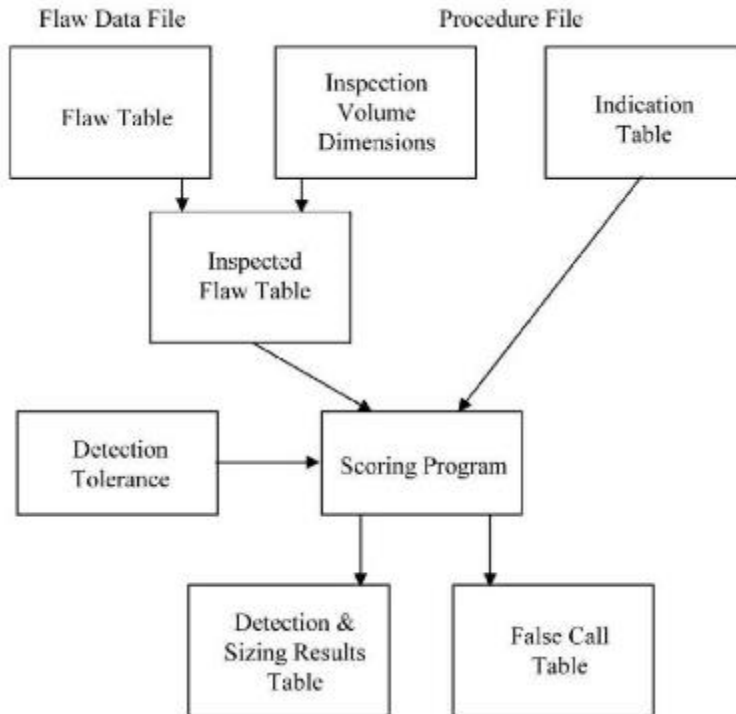 Flaw Data File
Procedure File
Flaw Table
Inspection
Volume
Dimensions
Indication
Table
Inspected
Flaw Table
Detection
Tolerance
Scoring Program
Detection &
Sizing Results
Table
False Call
Table